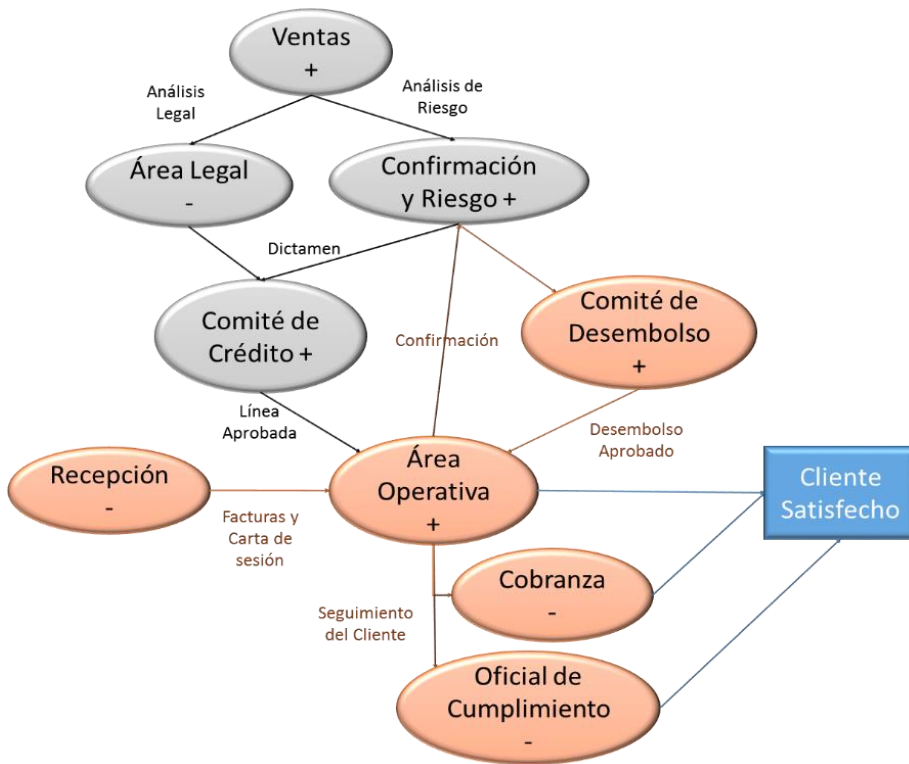 Ventas
+
Análisis
Legal
Análisis de
Riesgo
Área Legal
-
Confirmación
y Riesgo +
Dictamen
Comité de
Crédito +
Confirmación
Comité de
Desembolso
+
Línea
Aprobada
Desembolso
Aprobado
Recepción
-
Área
Operativa
+
Cliente
Satisfecho
Facturas y
Carta de
sesión
Cobranza
-
Seguimiento
del Cliente
Oficial de
Cumplimiento
-